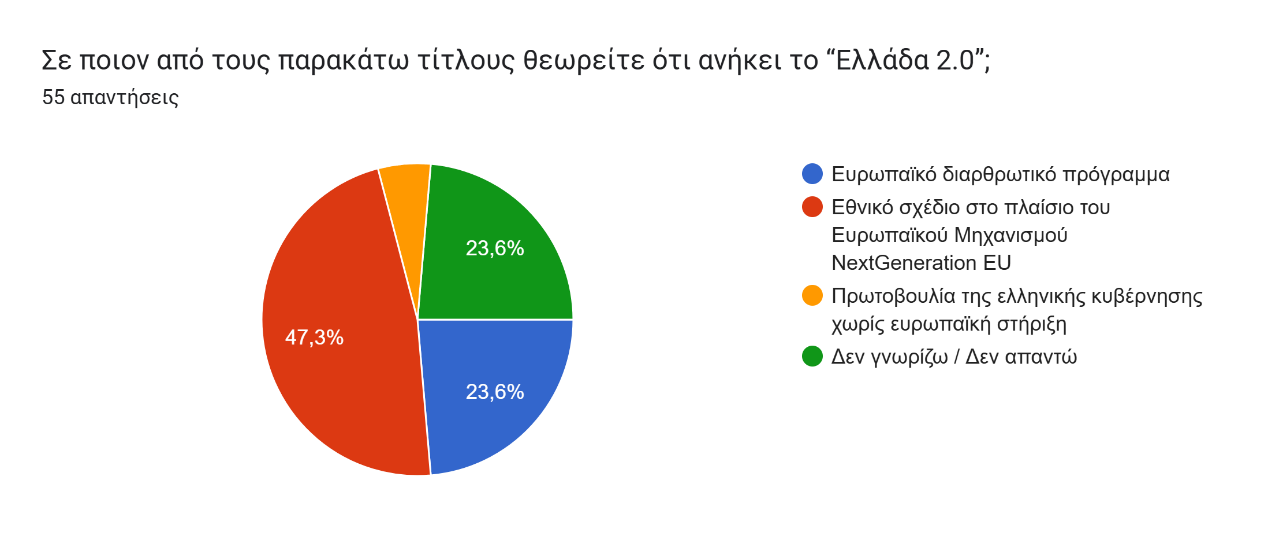 Σε ποιον από τους παρακάτω τίτλους θεωρείτε ότι ανήκει το “Ελλάδα 2.0”;
55 απαντήσεις
23,6%
47,3%
23,6%
Ευρωπαϊκό διαρθρωτικό πρόγραμμα
Εθνικό σχέδιο στο πλαίσιο του
Ευρωπαϊκού Μηχανισμού
NextGeneration EU
Πρωτοβουλία της ελληνικής κυβέρνησης
χωρίς ευρωπαϊκή στήριξη
Δεν γνωρίζω / Δεν απαντώ